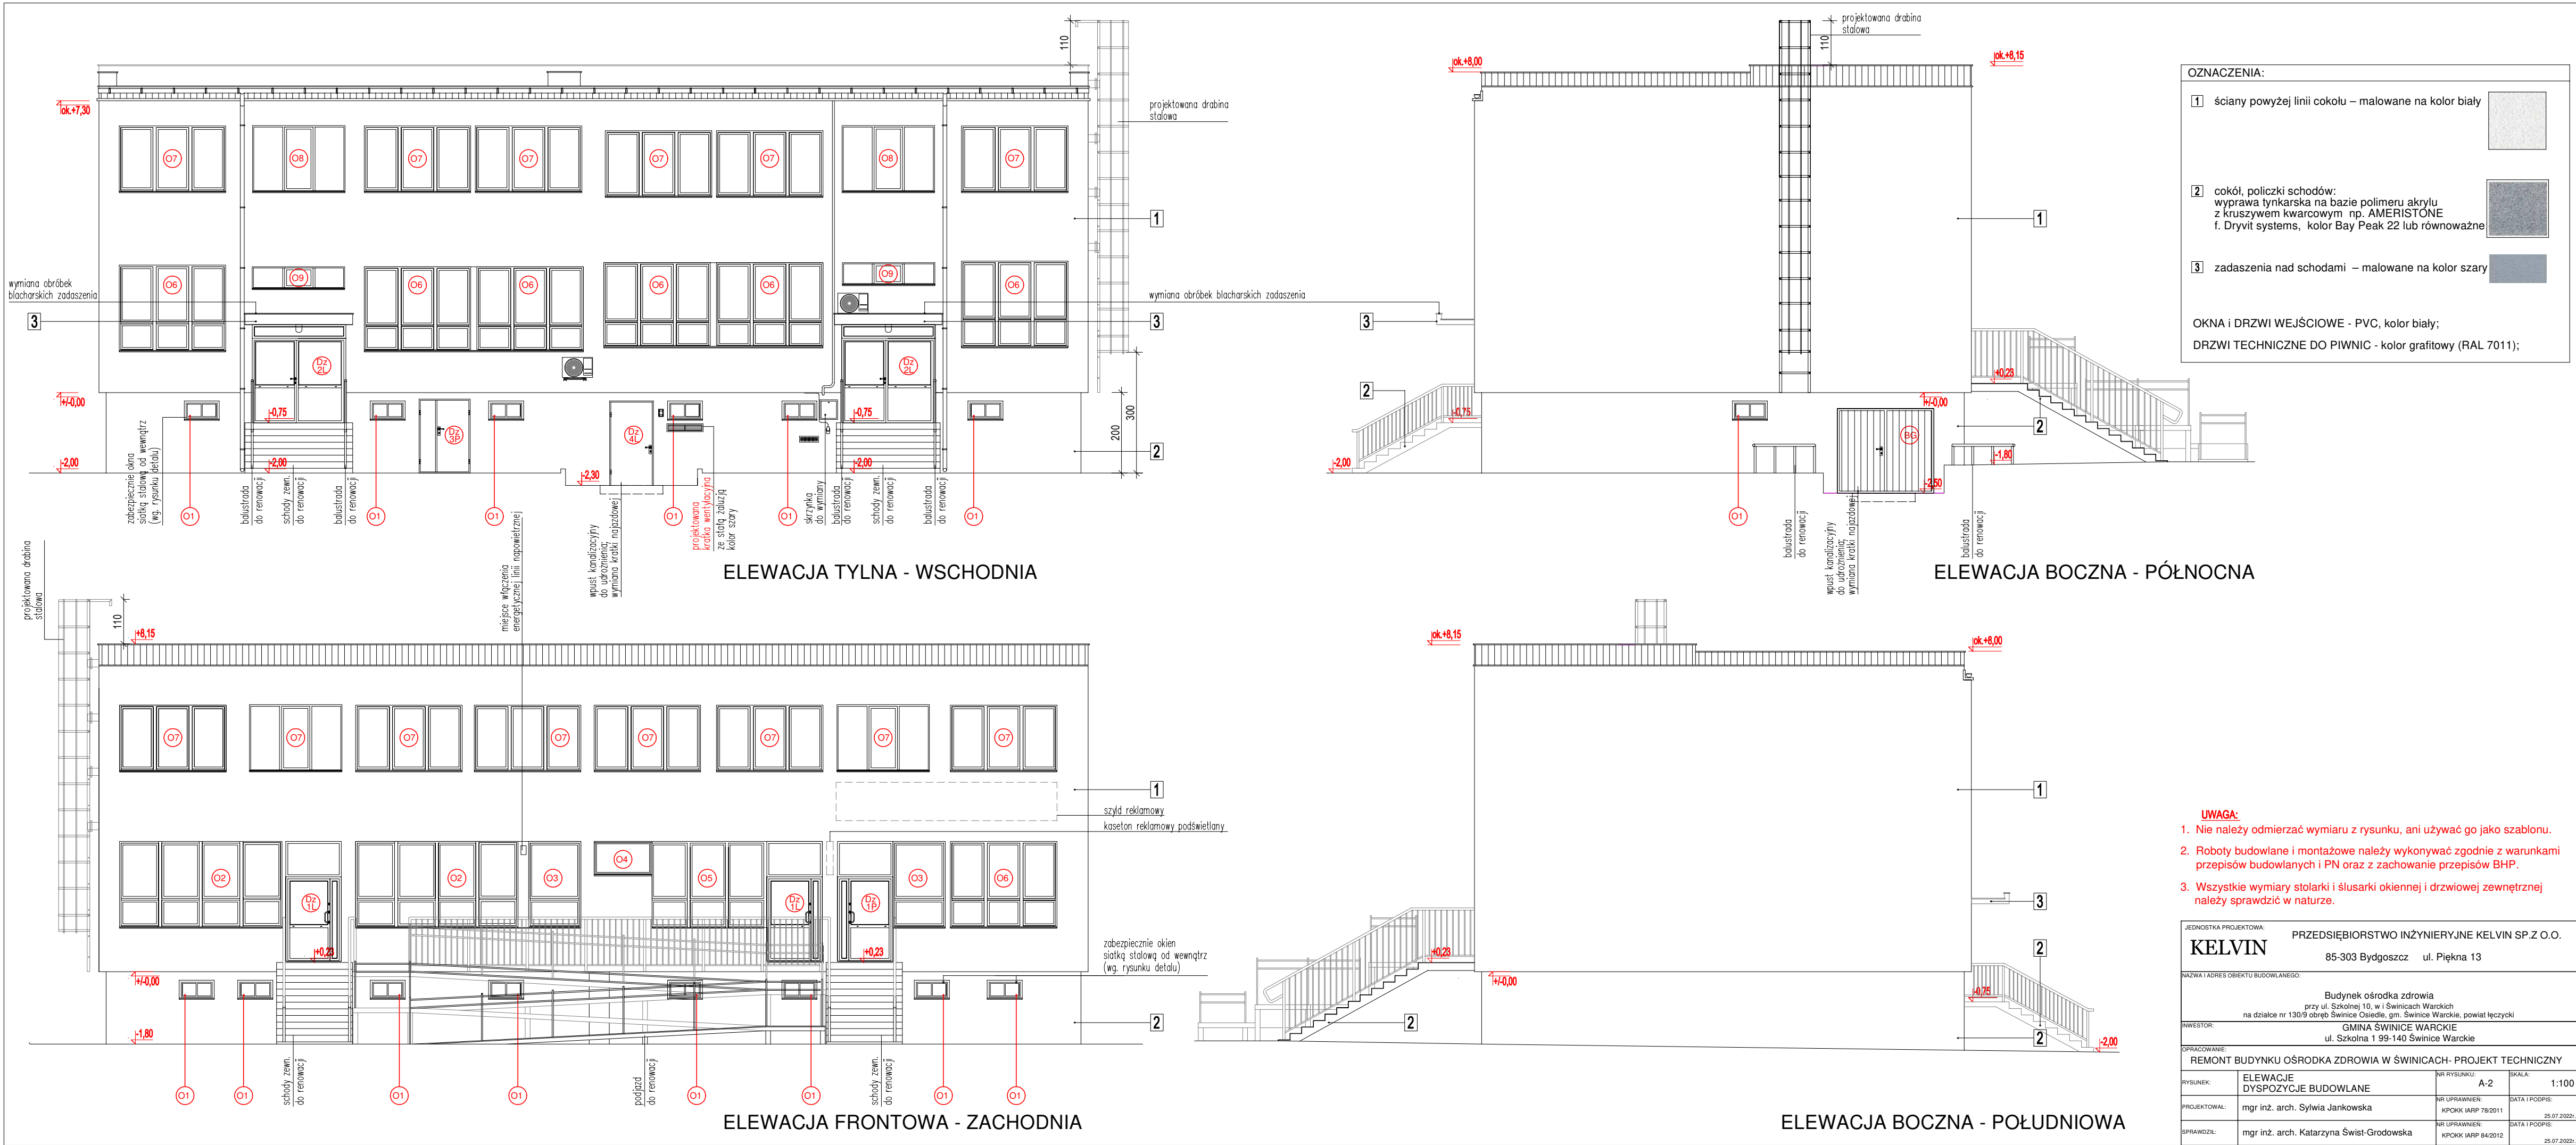 110
ok.+7,30
projektowana drabina
stalowa
O7
O8
O7
O7
O7
O7
O8
O7
1
wymiana obróbek
blacharskich zadaszenia
3
O6
O9
O6
O6
O6
O6
O9
O6
wymiana obróbek blacharskich zadaszenia
3
Dz
2L
Dz
2L
+/-0,00
-0,75
-0,75
-0,75
Dz
3P
Dz
4L
200
300
2
-2,00
-2,00
-2,30
-2,00
zabezpiecznie okna
siatką stalową od wewnątrz
(wg. rysunku detalu)
O1
balustrada
do renowacji
schody zewn.
do renowacji
balustrada
do renowacji
O1
O1
miejsce włączenia
energetycznej linii napowietrznej
wpust kanalizacyjny
do udrożnienia;
wymiana kratki najazdowej
O1
projektowana
kratka wentylacyjna
ze stałą żaluzją
kolor szary
O1
skrzynka
do wymiany
balustrada
do renowacji
schody zewn.
do renowacji
balustrada
do renowacji
O1
ELEWACJA TYLNA - WSCHODNIA
projektowana drabina
stalowa
110
ok.+8,00
ok.+8,15
1
3
2
-0,75
-2,00
+0,23
+/-0,00
2
BG
-1,80
-2,50
O1
balustrada
do renowacji
wpust kanalizacyjny
do udrożnienia;
wymiana kratki najazdowej
balustrada
do renowacji
ELEWACJA BOCZNA - PÓŁNOCNA
OZNACZENIA:
1 ściany powyżej linii cokołu – malowane na kolor biały
2 cokół, policzki schodów:
wyprawa tynkarska na bazie polimeru akrylu
z kruszywem kwarcowym np. AMERISTONE
f. Dryvit systems, kolor Bay Peak 22 lub równoważne
3 zadaszenia nad schodami – malowane na kolor szary
OKNA i DRZWI WEJŚCIOWE - PVC, kolor biały;
DRZWI TECHNICZNE DO PIWNIC - kolor grafitowy (RAL 7011);
projektowana drabina
stalowa
110
+8,15
O7
O7
O7
O7
O7
O7
O7
O7
1
szyld reklamowy
kaseton reklamowy podświetlany
O2
Dz
1L
O2
O3
O4
O5
Dz
1L
Dz
1P
O3
O6
+0,23
+0,23
+/-0,00
-1,80
zabezpiecznie okien
siatką stalową od wewnątrz
(wg. rysunku detalu)
2
O1
O1
schody zewn.
do renowacji
O1
O1
podjazd
do renowacji
O1
O1
schody zewn.
do renowacji
O1
O1
ELEWACJA FRONTOWA - ZACHODNIA
ok.+8,15
ok.+8,00
1
3
2
+0,23
+/-0,00
-0,75
2
2
-2,00
ELEWACJA BOCZNA - POŁUDNIOWA
UWAGA:
1. Nie należy odmierzać wymiaru z rysunku, ani używać go jako szablonu.
2. Roboty budowlane i montażowe należy wykonywać zgodnie z warunkami
przepisów budowlanych i PN oraz z zachowanie przepisów BHP.
3. Wszystkie wymiary stolarki i ślusarki okiennej i drzwiowej zewnętrznej
należy sprawdzić w naturze.
JEDNOSTKA PROJEKTOWA:
KELVIN
PRZEDSIĘBIORSTWO INŻYNIERYJNE KELVIN SP.Z O.O.
85-303 Bydgoszcz ul. Piękna 13
NAZWA I ADRES OBIEKTU BUDOWLANEGO:
Budynek ośrodka zdrowia
przy ul. Szkolnej 10, w i Świnicach Warckich
na działce nr 130/9 obręb Świnice Osiedle, gm. Świnice Warckie, powiat łęczycki
INWESTOR:
GMINA ŚWINICE WARCKIE
ul. Szkolna 1 99-140 Świnice Warckie
OPRACOWANIE:
REMONT BUDYNKU OŚRODKA ZDROWIA W ŚWINICACH- PROJEKT TECHNICZNY
RYSUNEK:
ELEWACJE
DYSPOZYCJE BUDOWLANE
NR RYSUNKU:
A-2
SKALA:
1:100
PROJEKTOWAŁ:
mgr inż. arch. Sylwia Jankowska
NR UPRAWNIEŃ:
KPOKK IARP 78/2011
DATA I PODPIS:
25.07.2022r.
SPRAWDZIŁ:
mgr inż. arch. Katarzyna Świst-Grodowska
NR UPRAWNIEŃ:
KPOKK IARP 84/2012
DATA I PODPIS:
25.07.2022r.